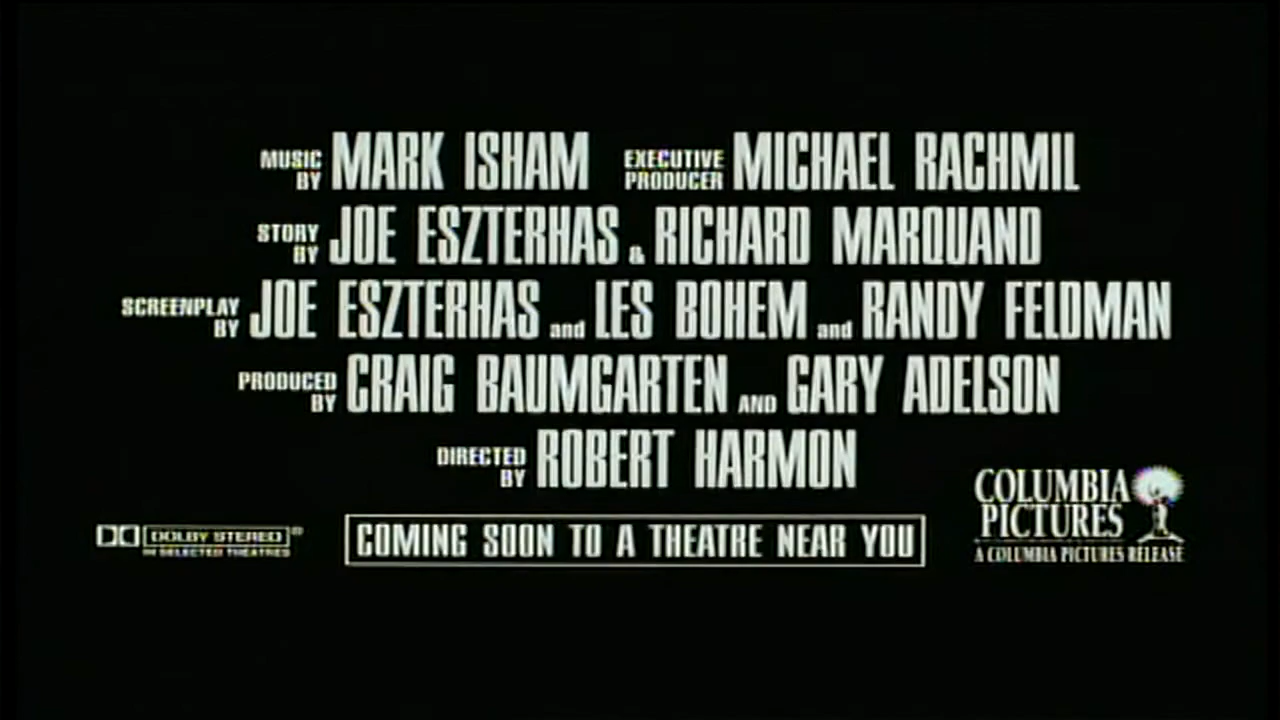 MUSIC BY MARK ISHAM EXECUTIVE PRODUCER MICHAEL RACHMIL
STORY BY JOE ESZTERHAS & RICHARD MARQUAND
SCREENPLAY BY JOE ESZTERHAS and LES BOHEM and RANDY FELDMAN
PRODUCED BY CRAIG BAUMGARTEN AND GARY ADELSON
DIRECTED BY ROBERT HARMON
DOLBY STEREO®
IN SELECTED THEATRES
COMING SOON TO A THEATRE NEAR YOU
COLUMBIA
PICTURES
A COLUMBIA PICTURES RELEASE